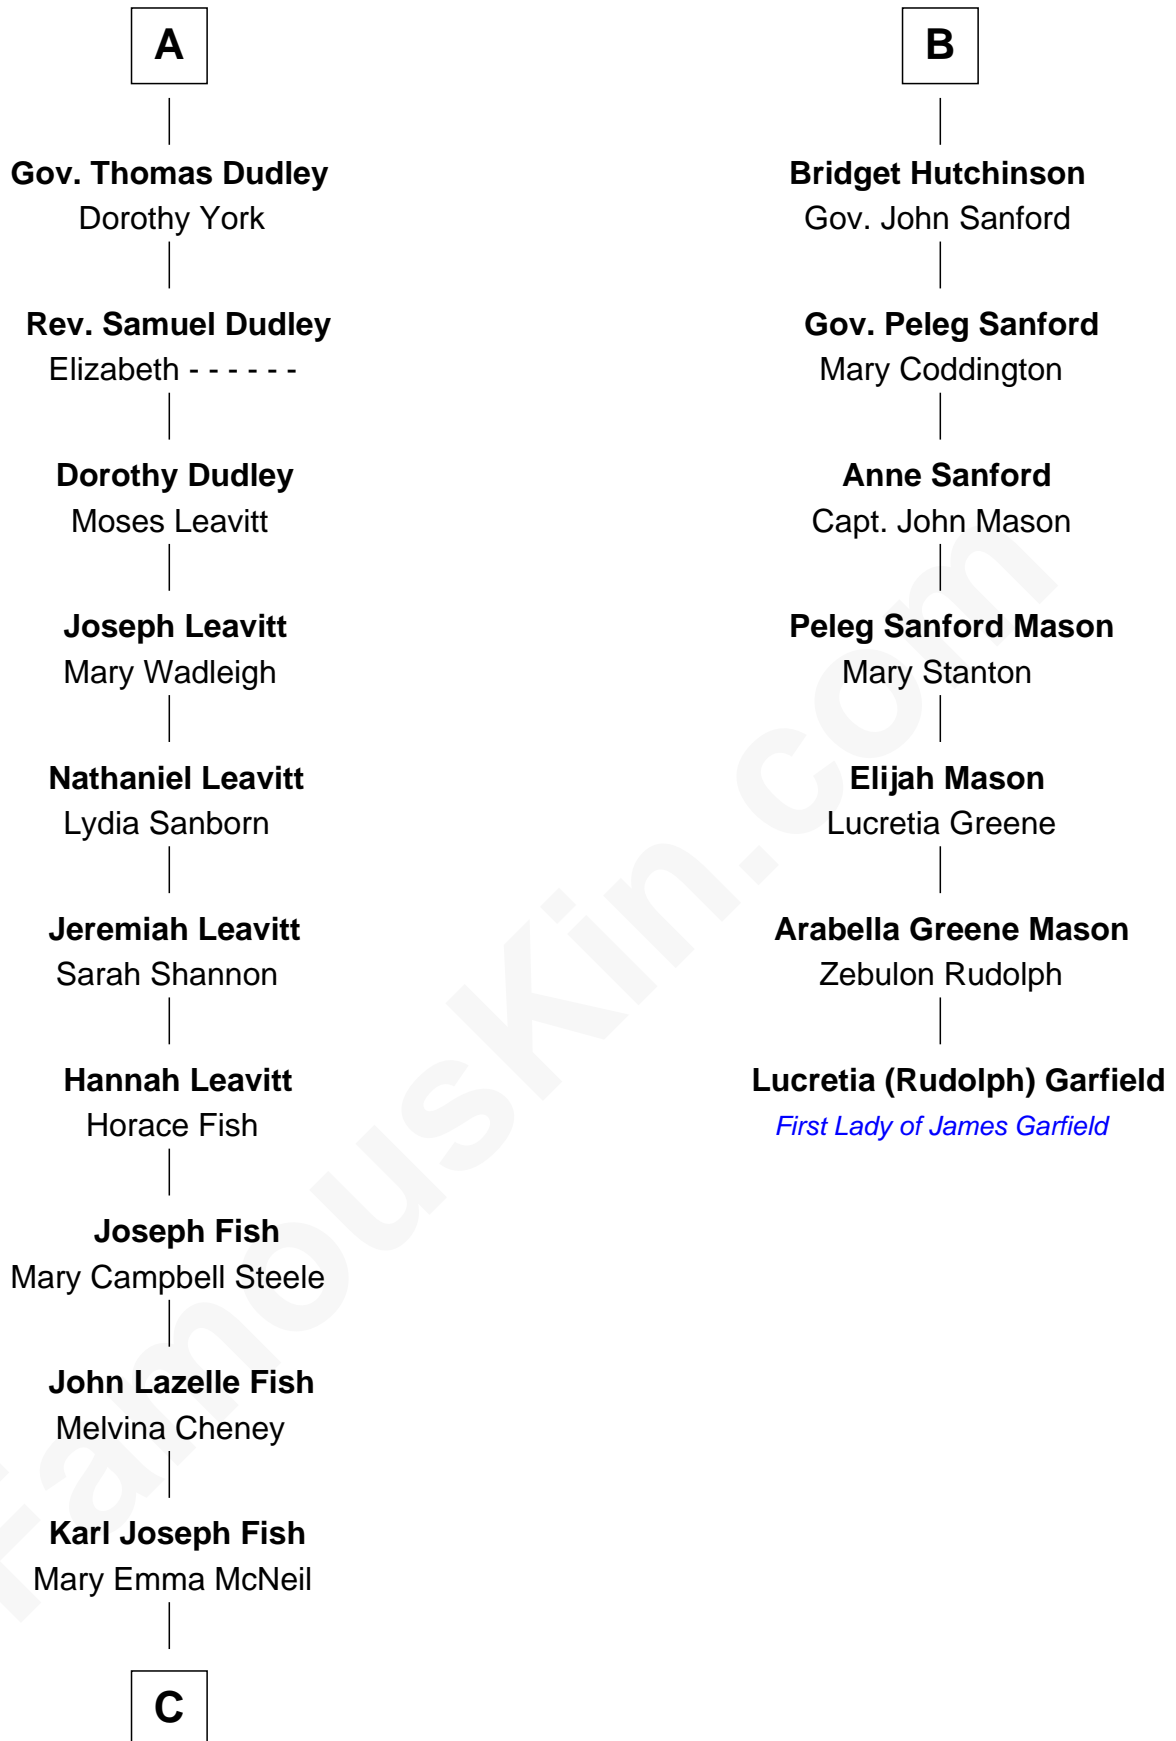 A
Gov. Thomas Dudley
Dorothy York
Rev. Samuel Dudley
Elizabeth - - - - - -
Dorothy Dudley
Moses Leavitt
Joseph Leavitt
Mary Wadleigh
Nathaniel Leavitt
Lydia Sanborn
Jeremiah Leavitt
Sarah Shannon
Hannah Leavitt
Horace Fish
Joseph Fish
Mary Campbell Steele
John Lazelle Fish
Melvina Cheney
Karl Joseph Fish
Mary Emma McNeil
C
B
Bridget Hutchinson
Gov. John Sanford
Gov. Peleg Sanford
Mary Coddington
Anne Sanford
Capt. John Mason
Peleg Sanford Mason
Mary Stanton
Elijah Mason
Lucretia Greene
Arabella Greene Mason
Zebulon Rudolph
Lucretia (Rudolph) Garfield
First Lady of James Garfield
FamousKin.com